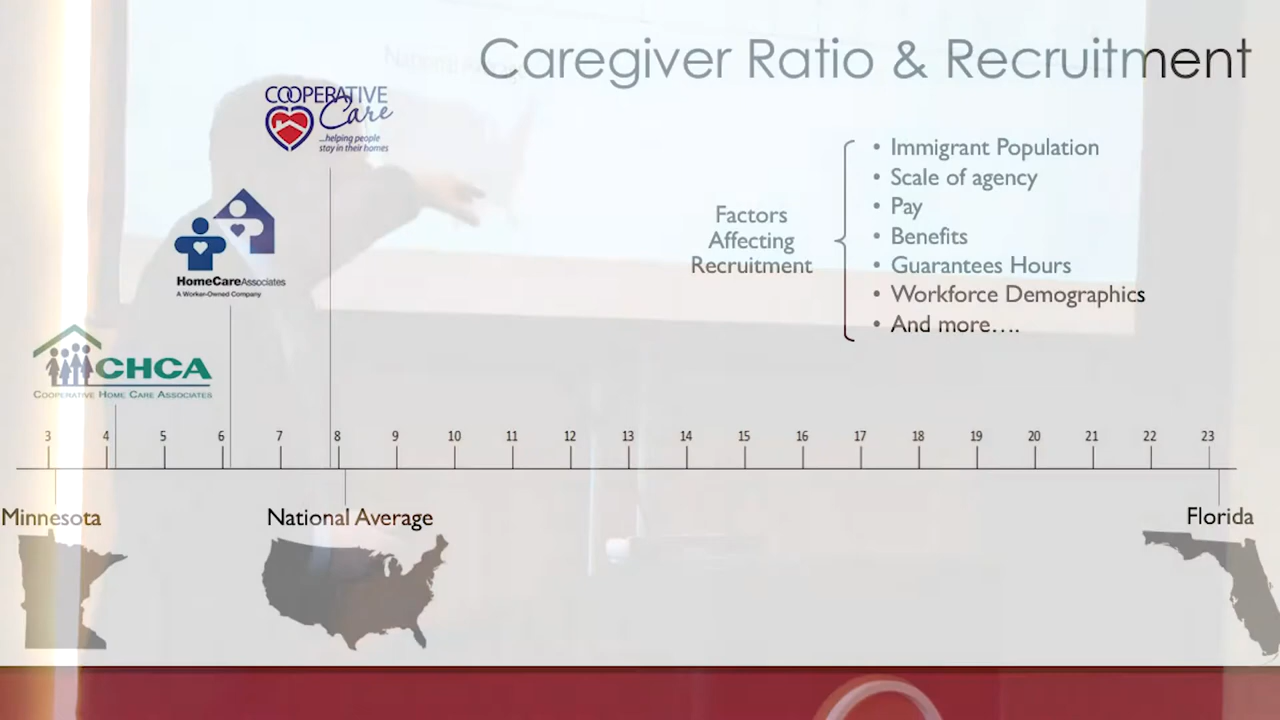 Caregiver Ratio & Recruitment
COOPERATIVE
Care
...helping people
stay in their homes
Immigrant Population
Scale of agency
Pay
Benefits
Guarantees Hours
Workforce Demographics
And more....
Factors
Affecting
Recruitment
HomeCareAssociates
A Worker-Owned Company
CHCA
COOPERATIVE HOME CARE ASSOCIATES
3 4 5 6 7 8 9 10 11 12 13 14 15 16 17 18 19 20 21 22 23
Minnesota National Average Florida